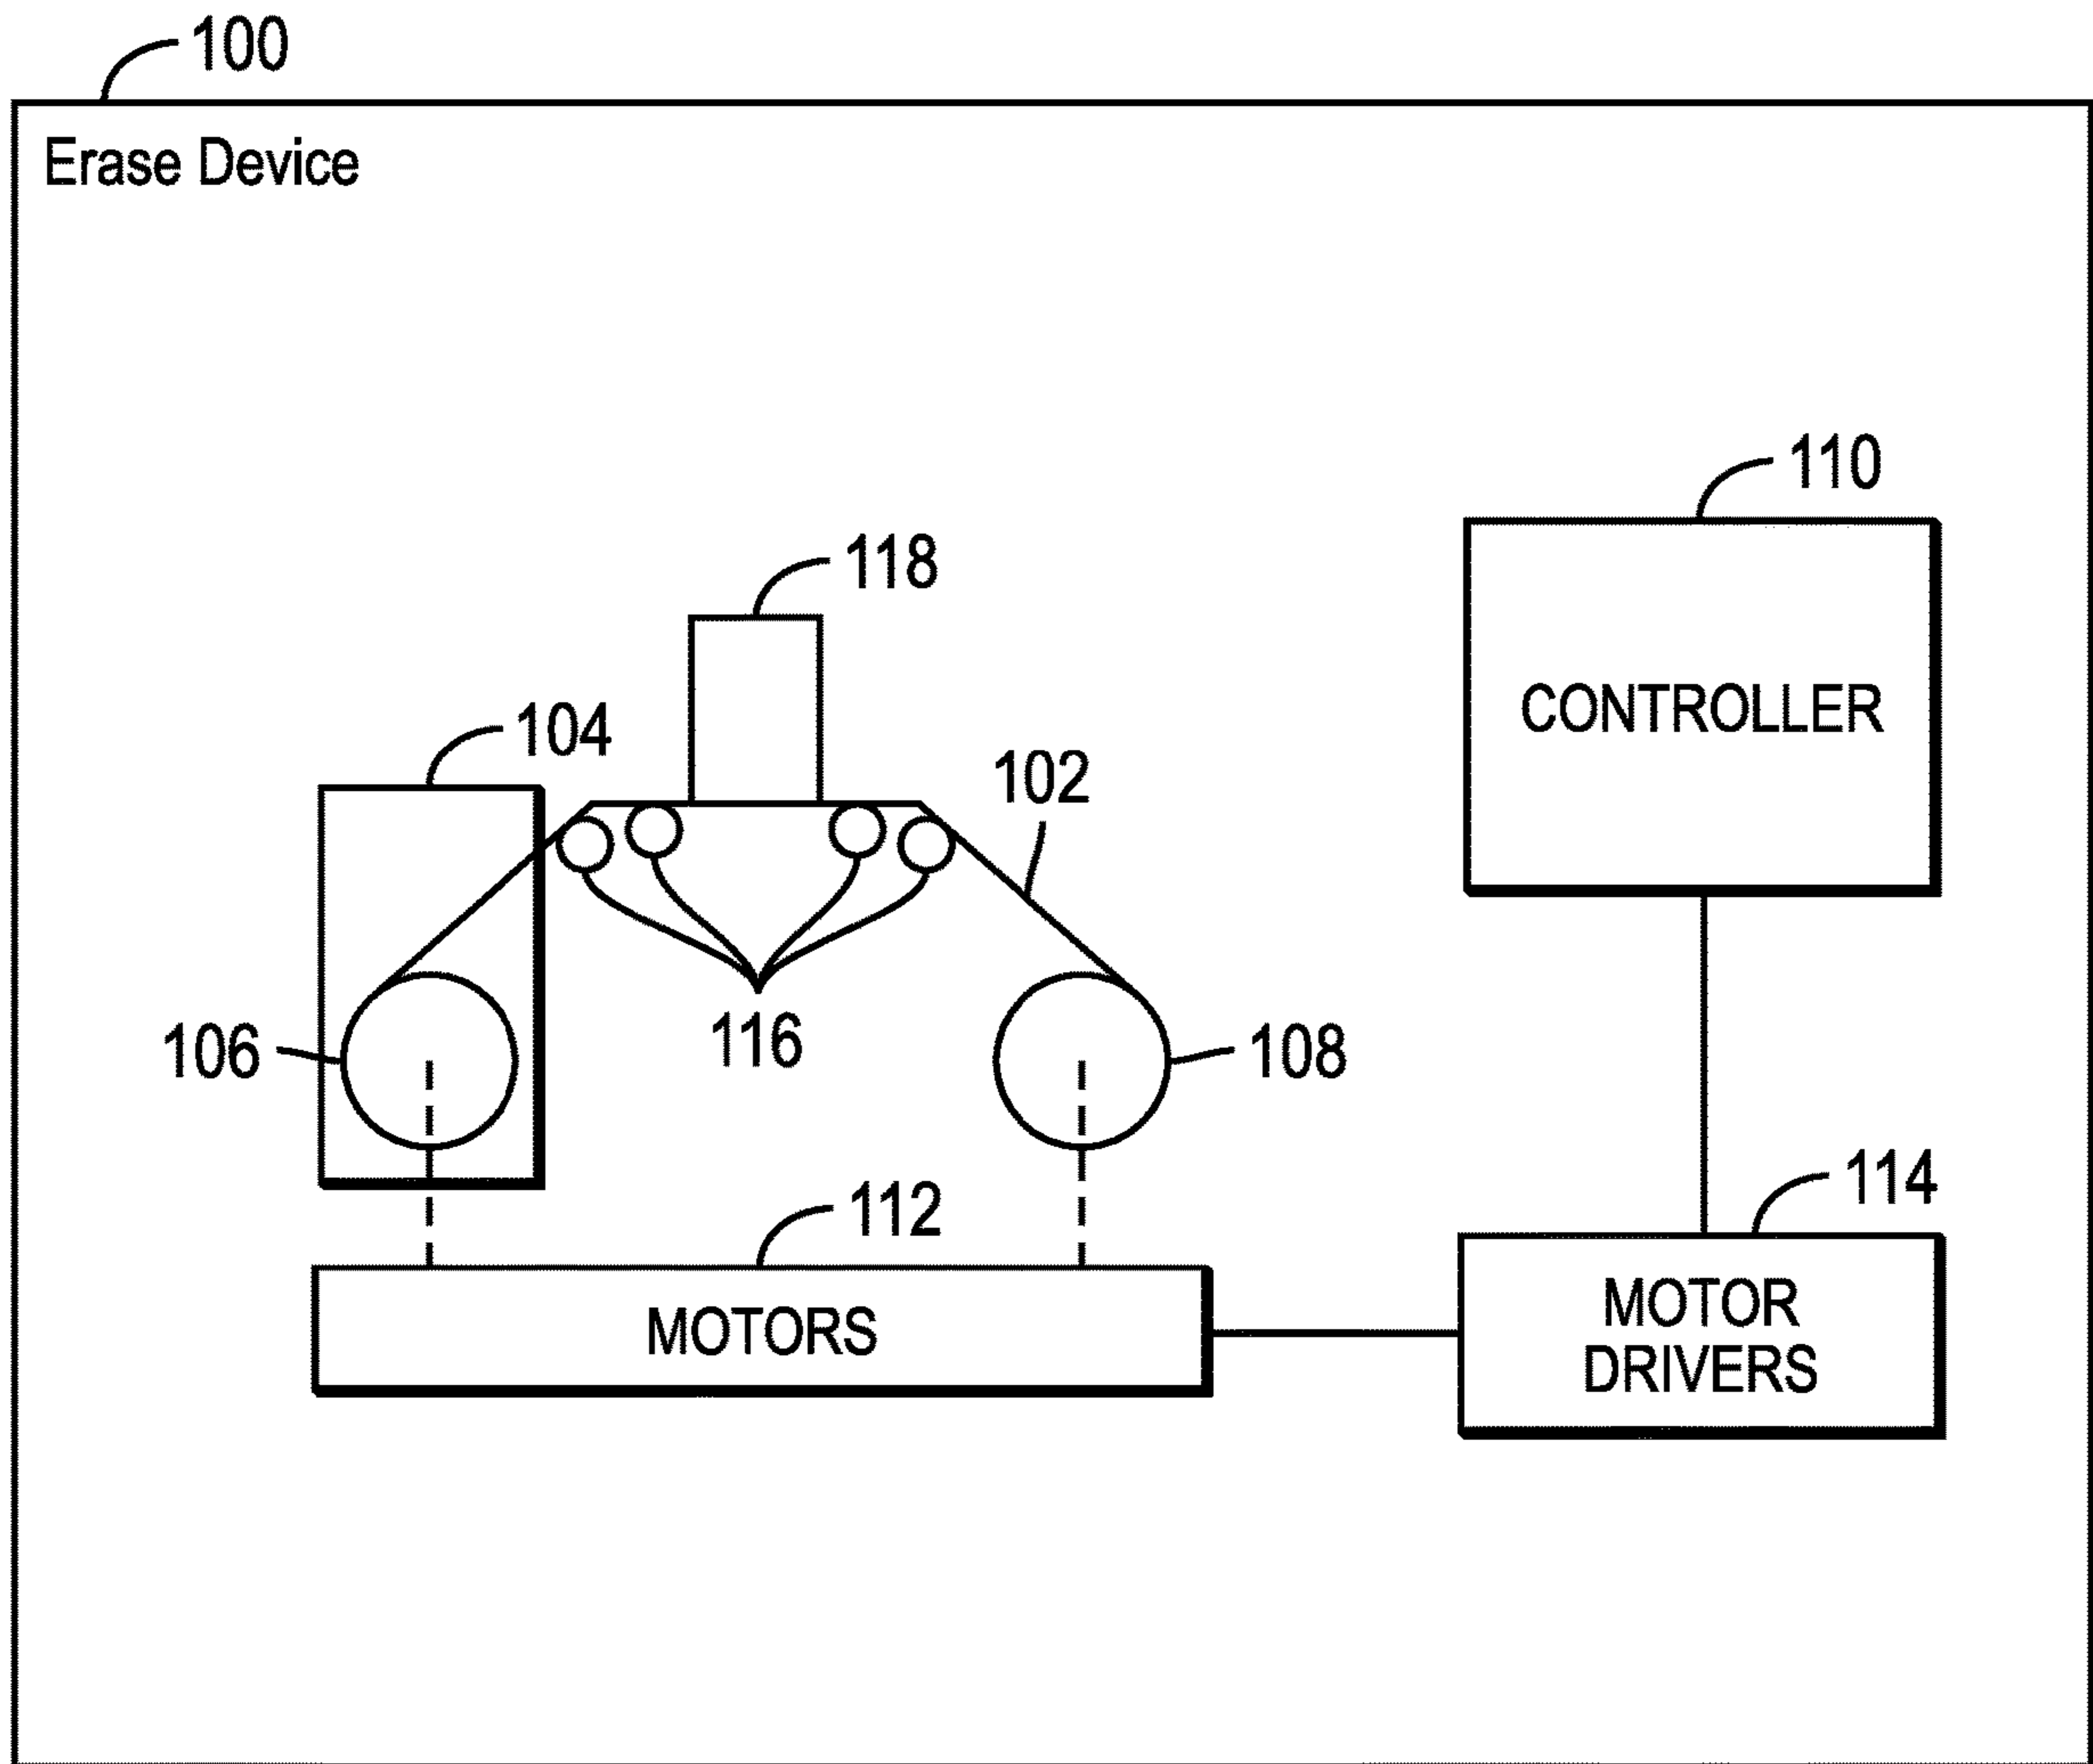 100
Erase Device
110
118
CONTROLLER
104
102
116
106
108
114
112
MOTORS
MOTOR
DRIVERS